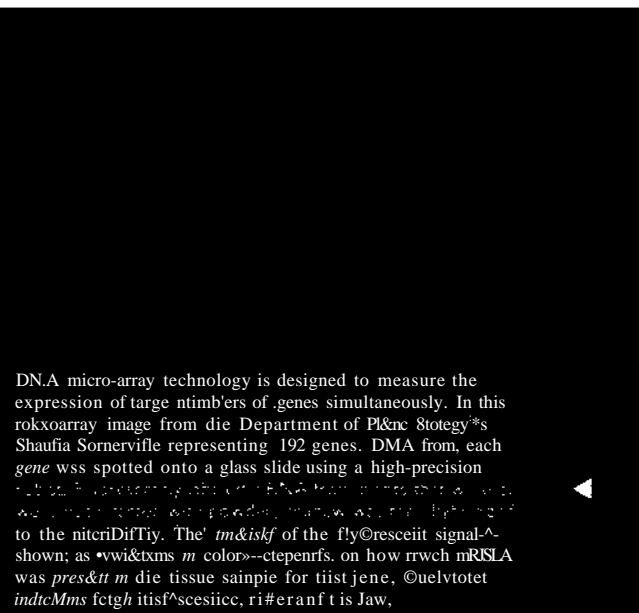 DN.A micro-array technology is designed to measure the
expression of targe ntimb'ers of .genes simultaneously. In this
rokxoarray image from die Department of Pl&nc 8totegy:*s
Shaufia Sornervifle representing 192 genes. DMA from, each
gene wss spotted onto a glass slide using a high-precision
to the nitcriDifTiy. The' tm&iskf of the f!y©resceiit signal-^-
shown; as •vwi&txms m color»--ctepenrfs. on how rrwch mRISLA
was pres&tt m die tissue sainpie for tiist jene, ©uelvtotet
indtcMms fctgh itisf^scesiicc, ri#eranf t is Jaw,